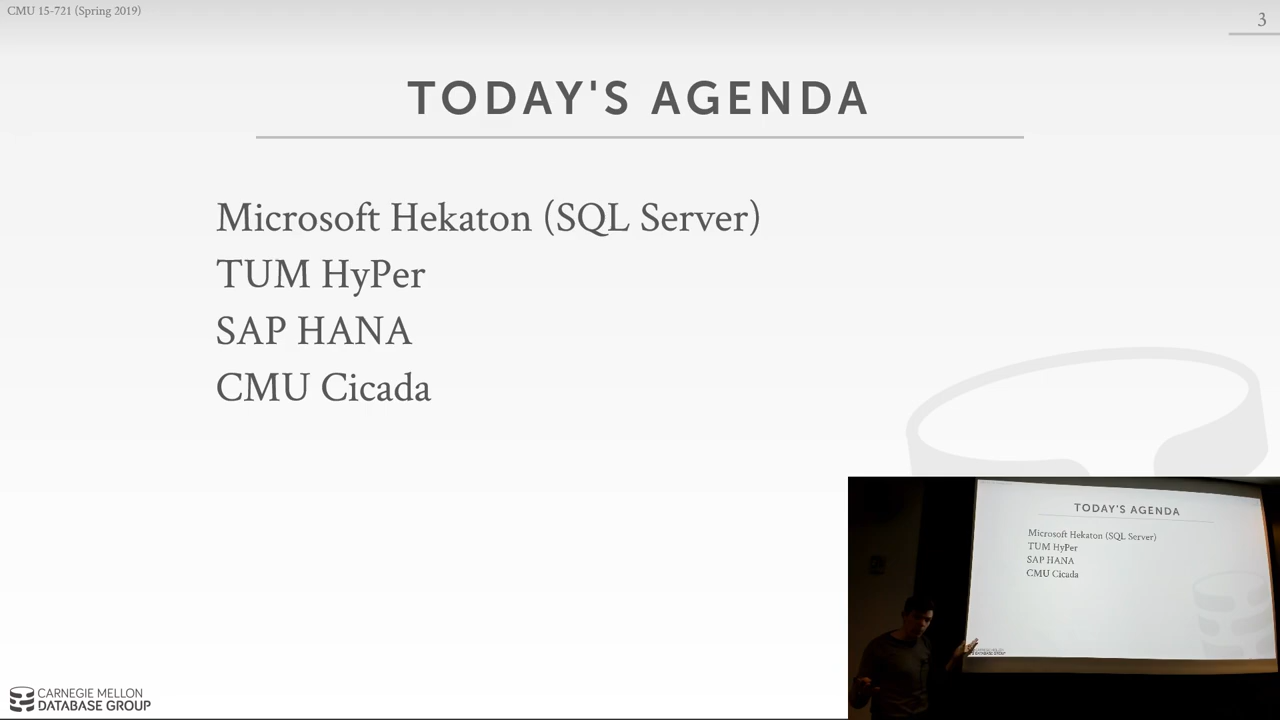 CMU 15-721 (Spring 2019)
3
TODAY'S AGENDA
Microsoft Hekaton (SQL Server)
TUM HyPer
SAP HANA
CMU Cicada
TODAY'S AGENDA
Microsoft Hekaton (SQL Server)
TUM HyPer
SAP HANA
CMU Cicada
CARNEGIE MELLON
DATABASE GROUP